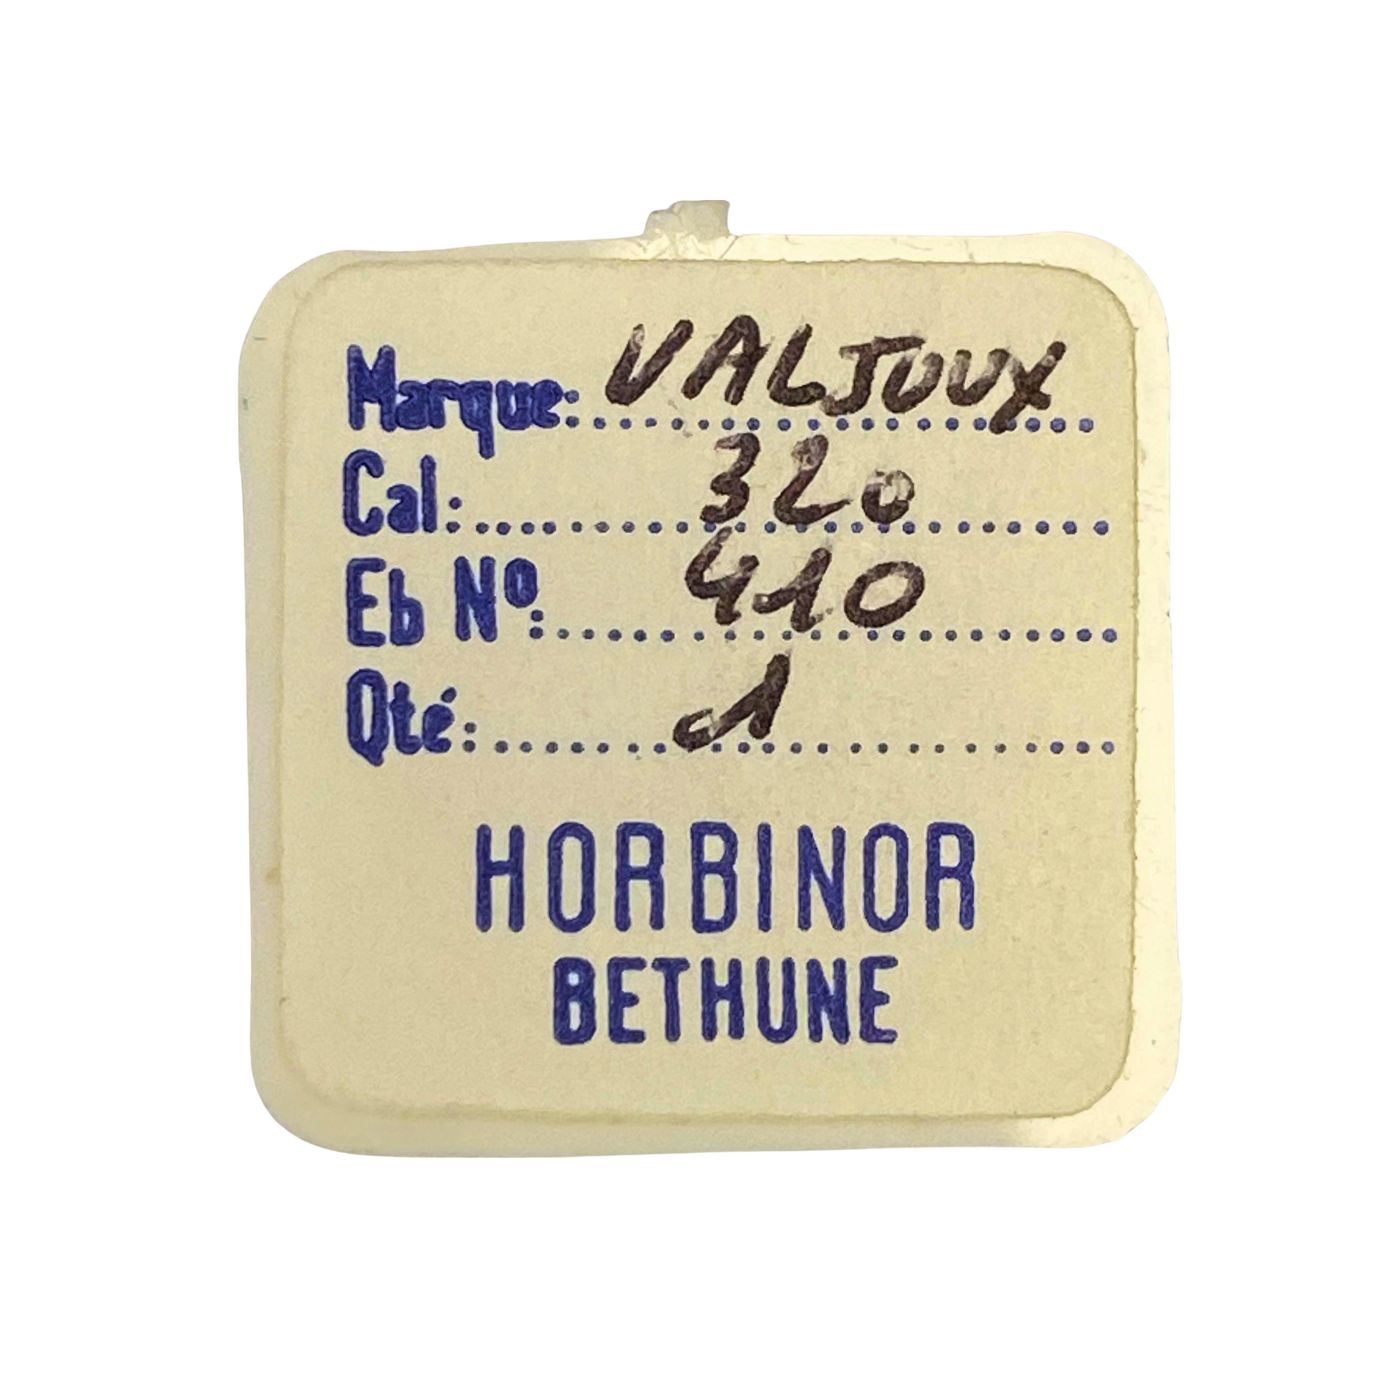 Marque: VALJOUX
Cal: 320
Eb Nº: 410
Qté: 1
HORBINOR
BETHUNE